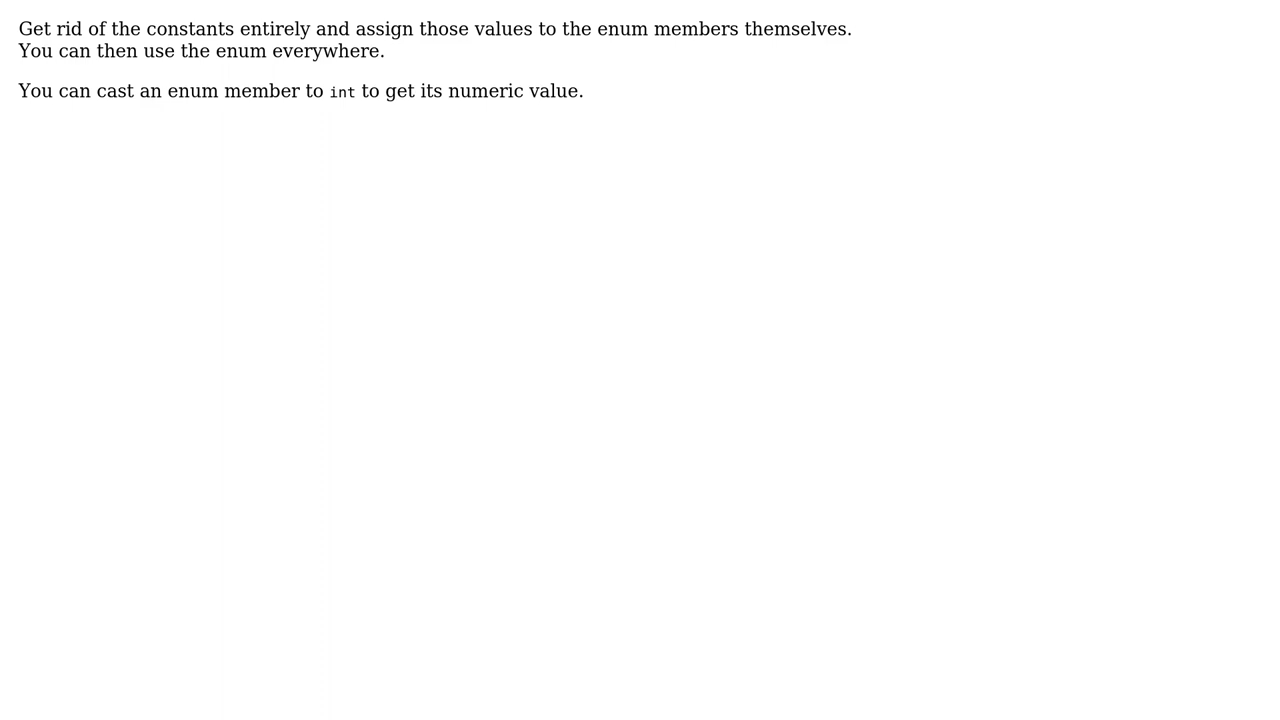 Get rid of the constants entirely and assign those values to the enum members themselves.
You can then use the enum everywhere.
You can cast an enum member to int to get its numeric value.